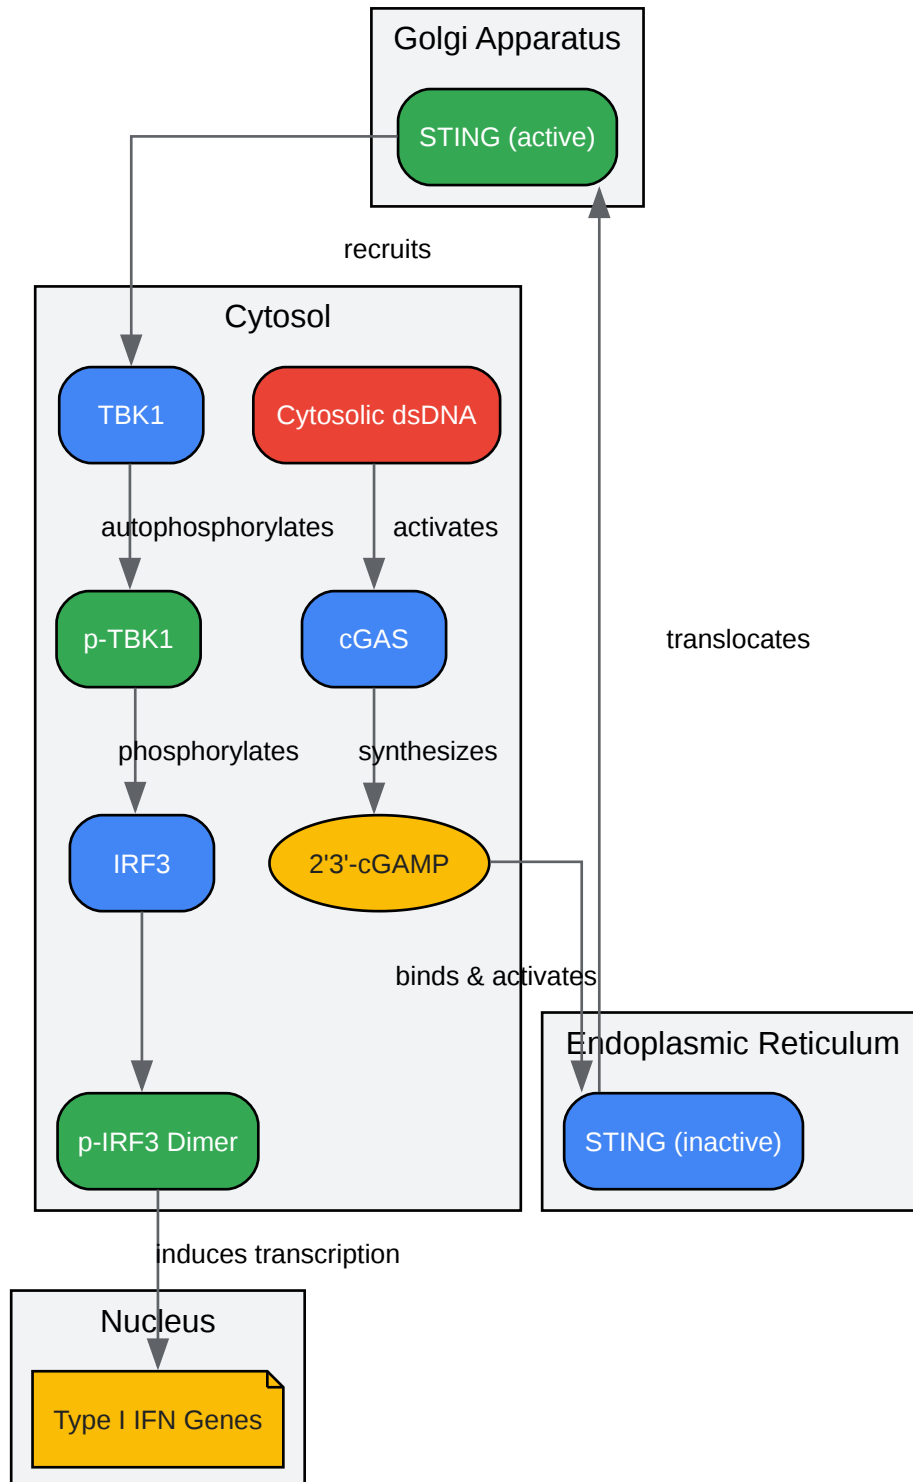 Golgi Apparatus
STING (active)
recruits
Cytosol
TBK1
Cytosolic dsDNA
autophosphorylates
activates
p-TBK1
cGAS
translocates
phosphorylates
synthesizes
IRF3
2'3'-cGAMP
binds & activates
Endoplasmic Reticulum
p-IRF3 Dimer
STING (inactive)
induces transcription
Nucleus
Type I IFN Genes